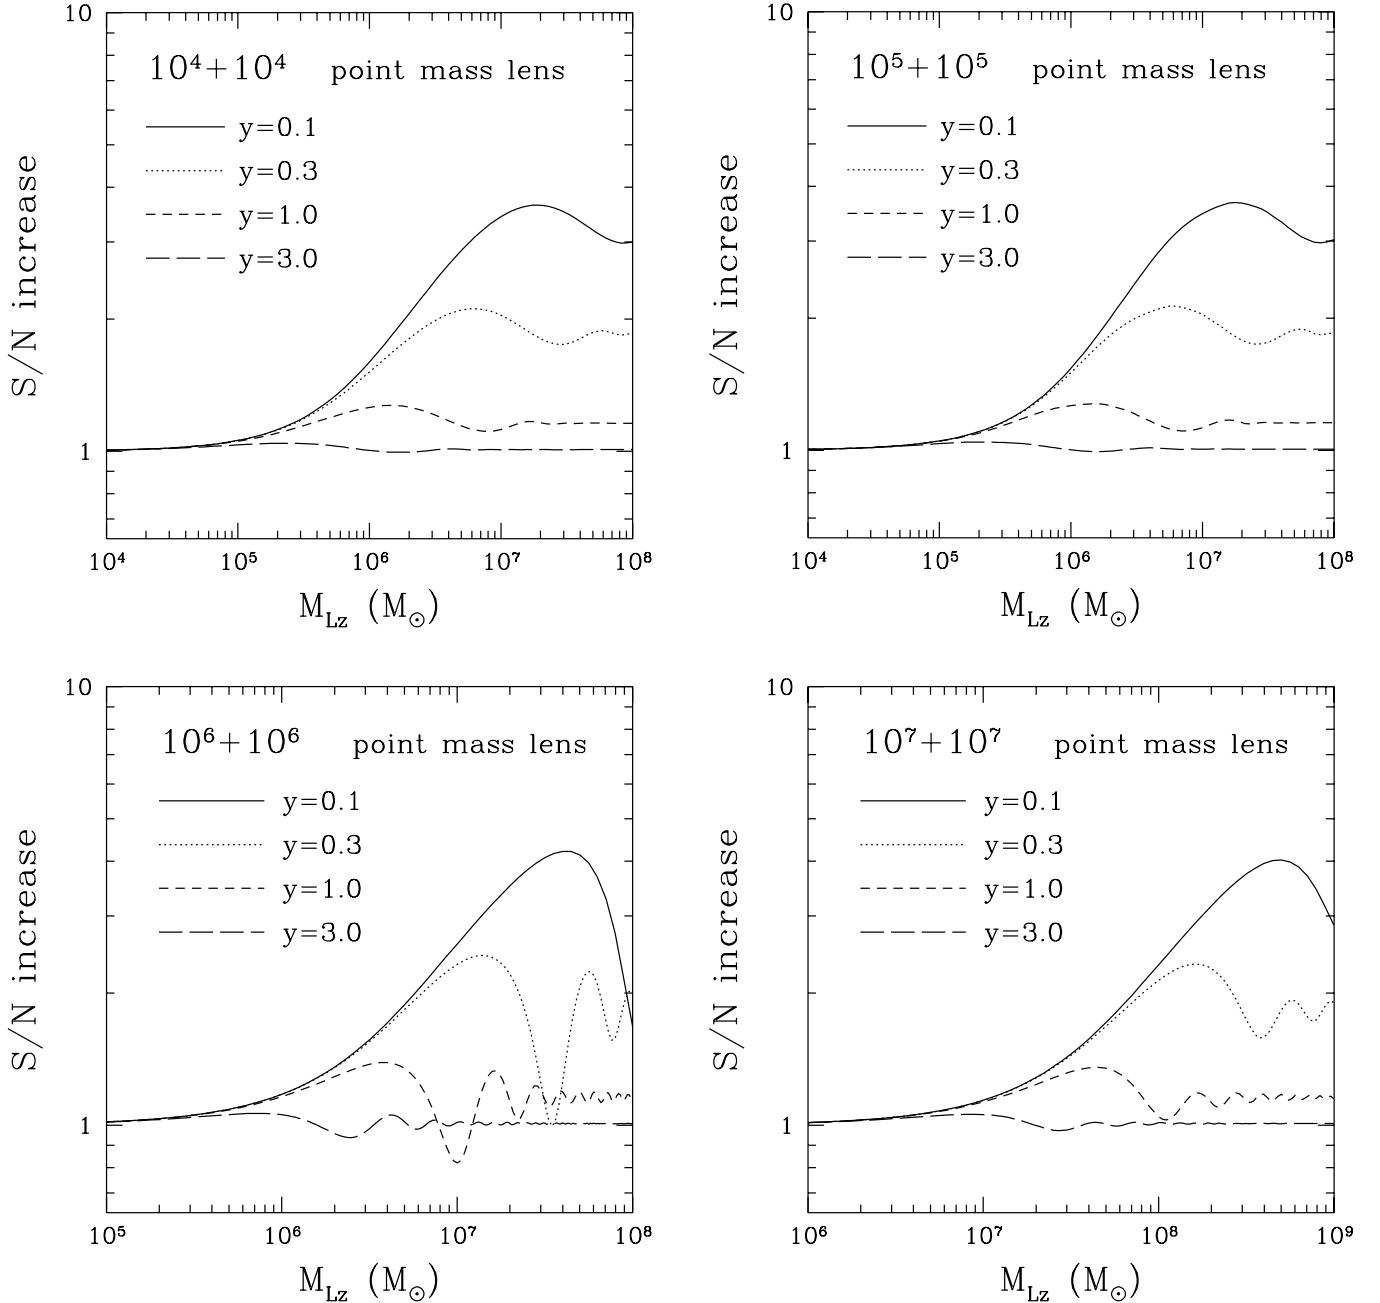 10
10⁴+10⁴ point mass lens
y=0.1
y=0.3
y=1.0
y=3.0
S/N increase
1
10⁴ 10⁵ 10⁶ 10⁷ 10⁸
M_Lz (M_⊙)
10
10⁵+10⁵ point mass lens
y=0.1
y=0.3
y=1.0
y=3.0
S/N increase
1
10⁴ 10⁵ 10⁶ 10⁷ 10⁸
M_Lz (M_⊙)
10
10⁶+10⁶ point mass lens
y=0.1
y=0.3
y=1.0
y=3.0
S/N increase
1
10⁵ 10⁶ 10⁷ 10⁸
M_Lz (M_⊙)
10
10⁷+10⁷ point mass lens
y=0.1
y=0.3
y=1.0
y=3.0
S/N increase
1
10⁶ 10⁷ 10⁸ 10⁹
M_Lz (M_⊙)